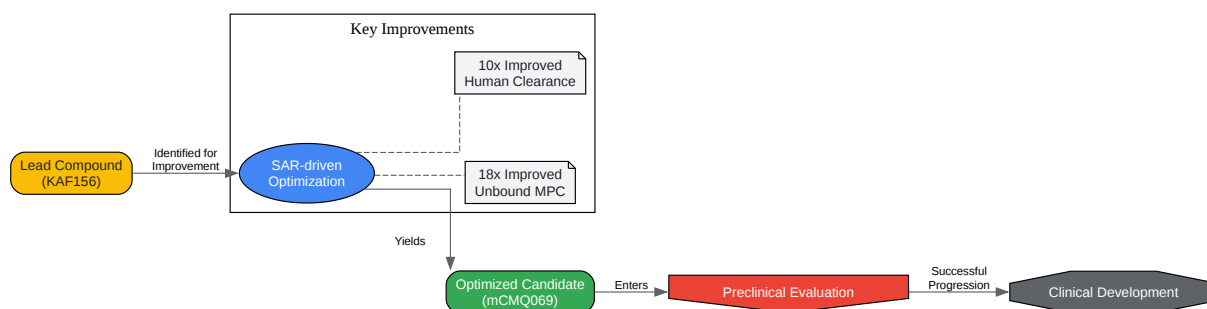 Key Improvements
10x Improved
Human Clearance
Lead Compound
(KAF156)
Identified for
Improvement
SAR-driven
Optimization
18x Improved
Unbound MPC
Yields
Optimized Candidate
(mCMQ069)
Enters
Preclinical Evaluation
Successful
Progression
Clinical Development